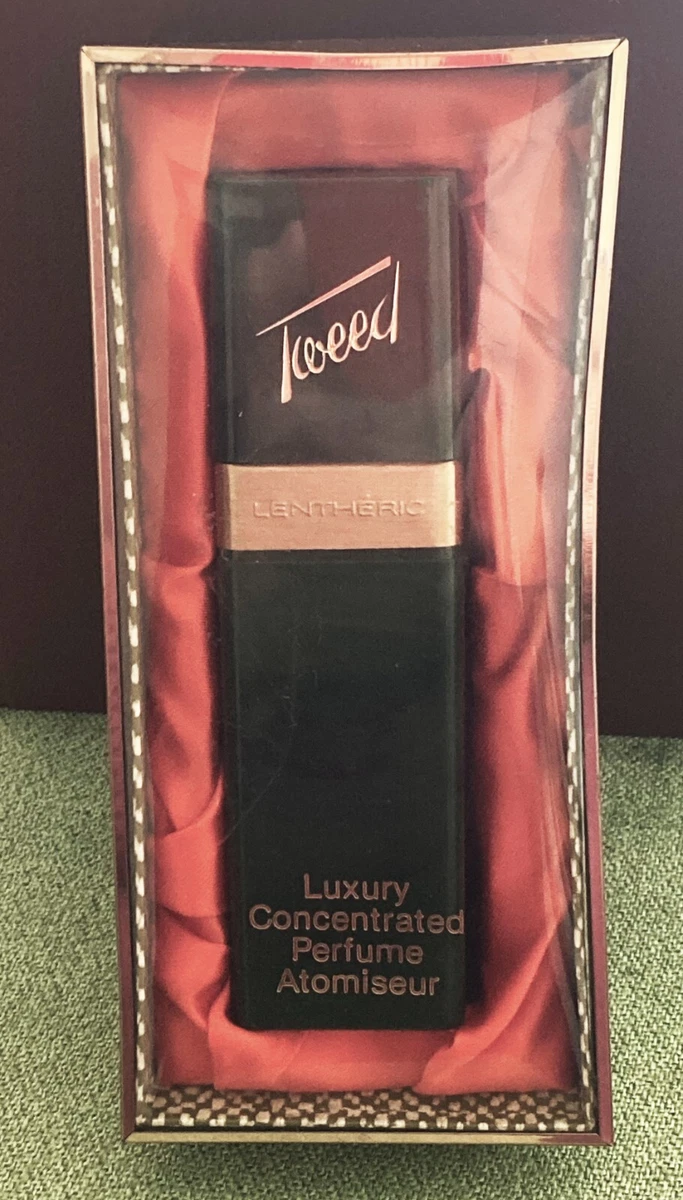 Tweed
LENTHÉRIC
Luxury
Concentrated
Perfume
Atomiseur